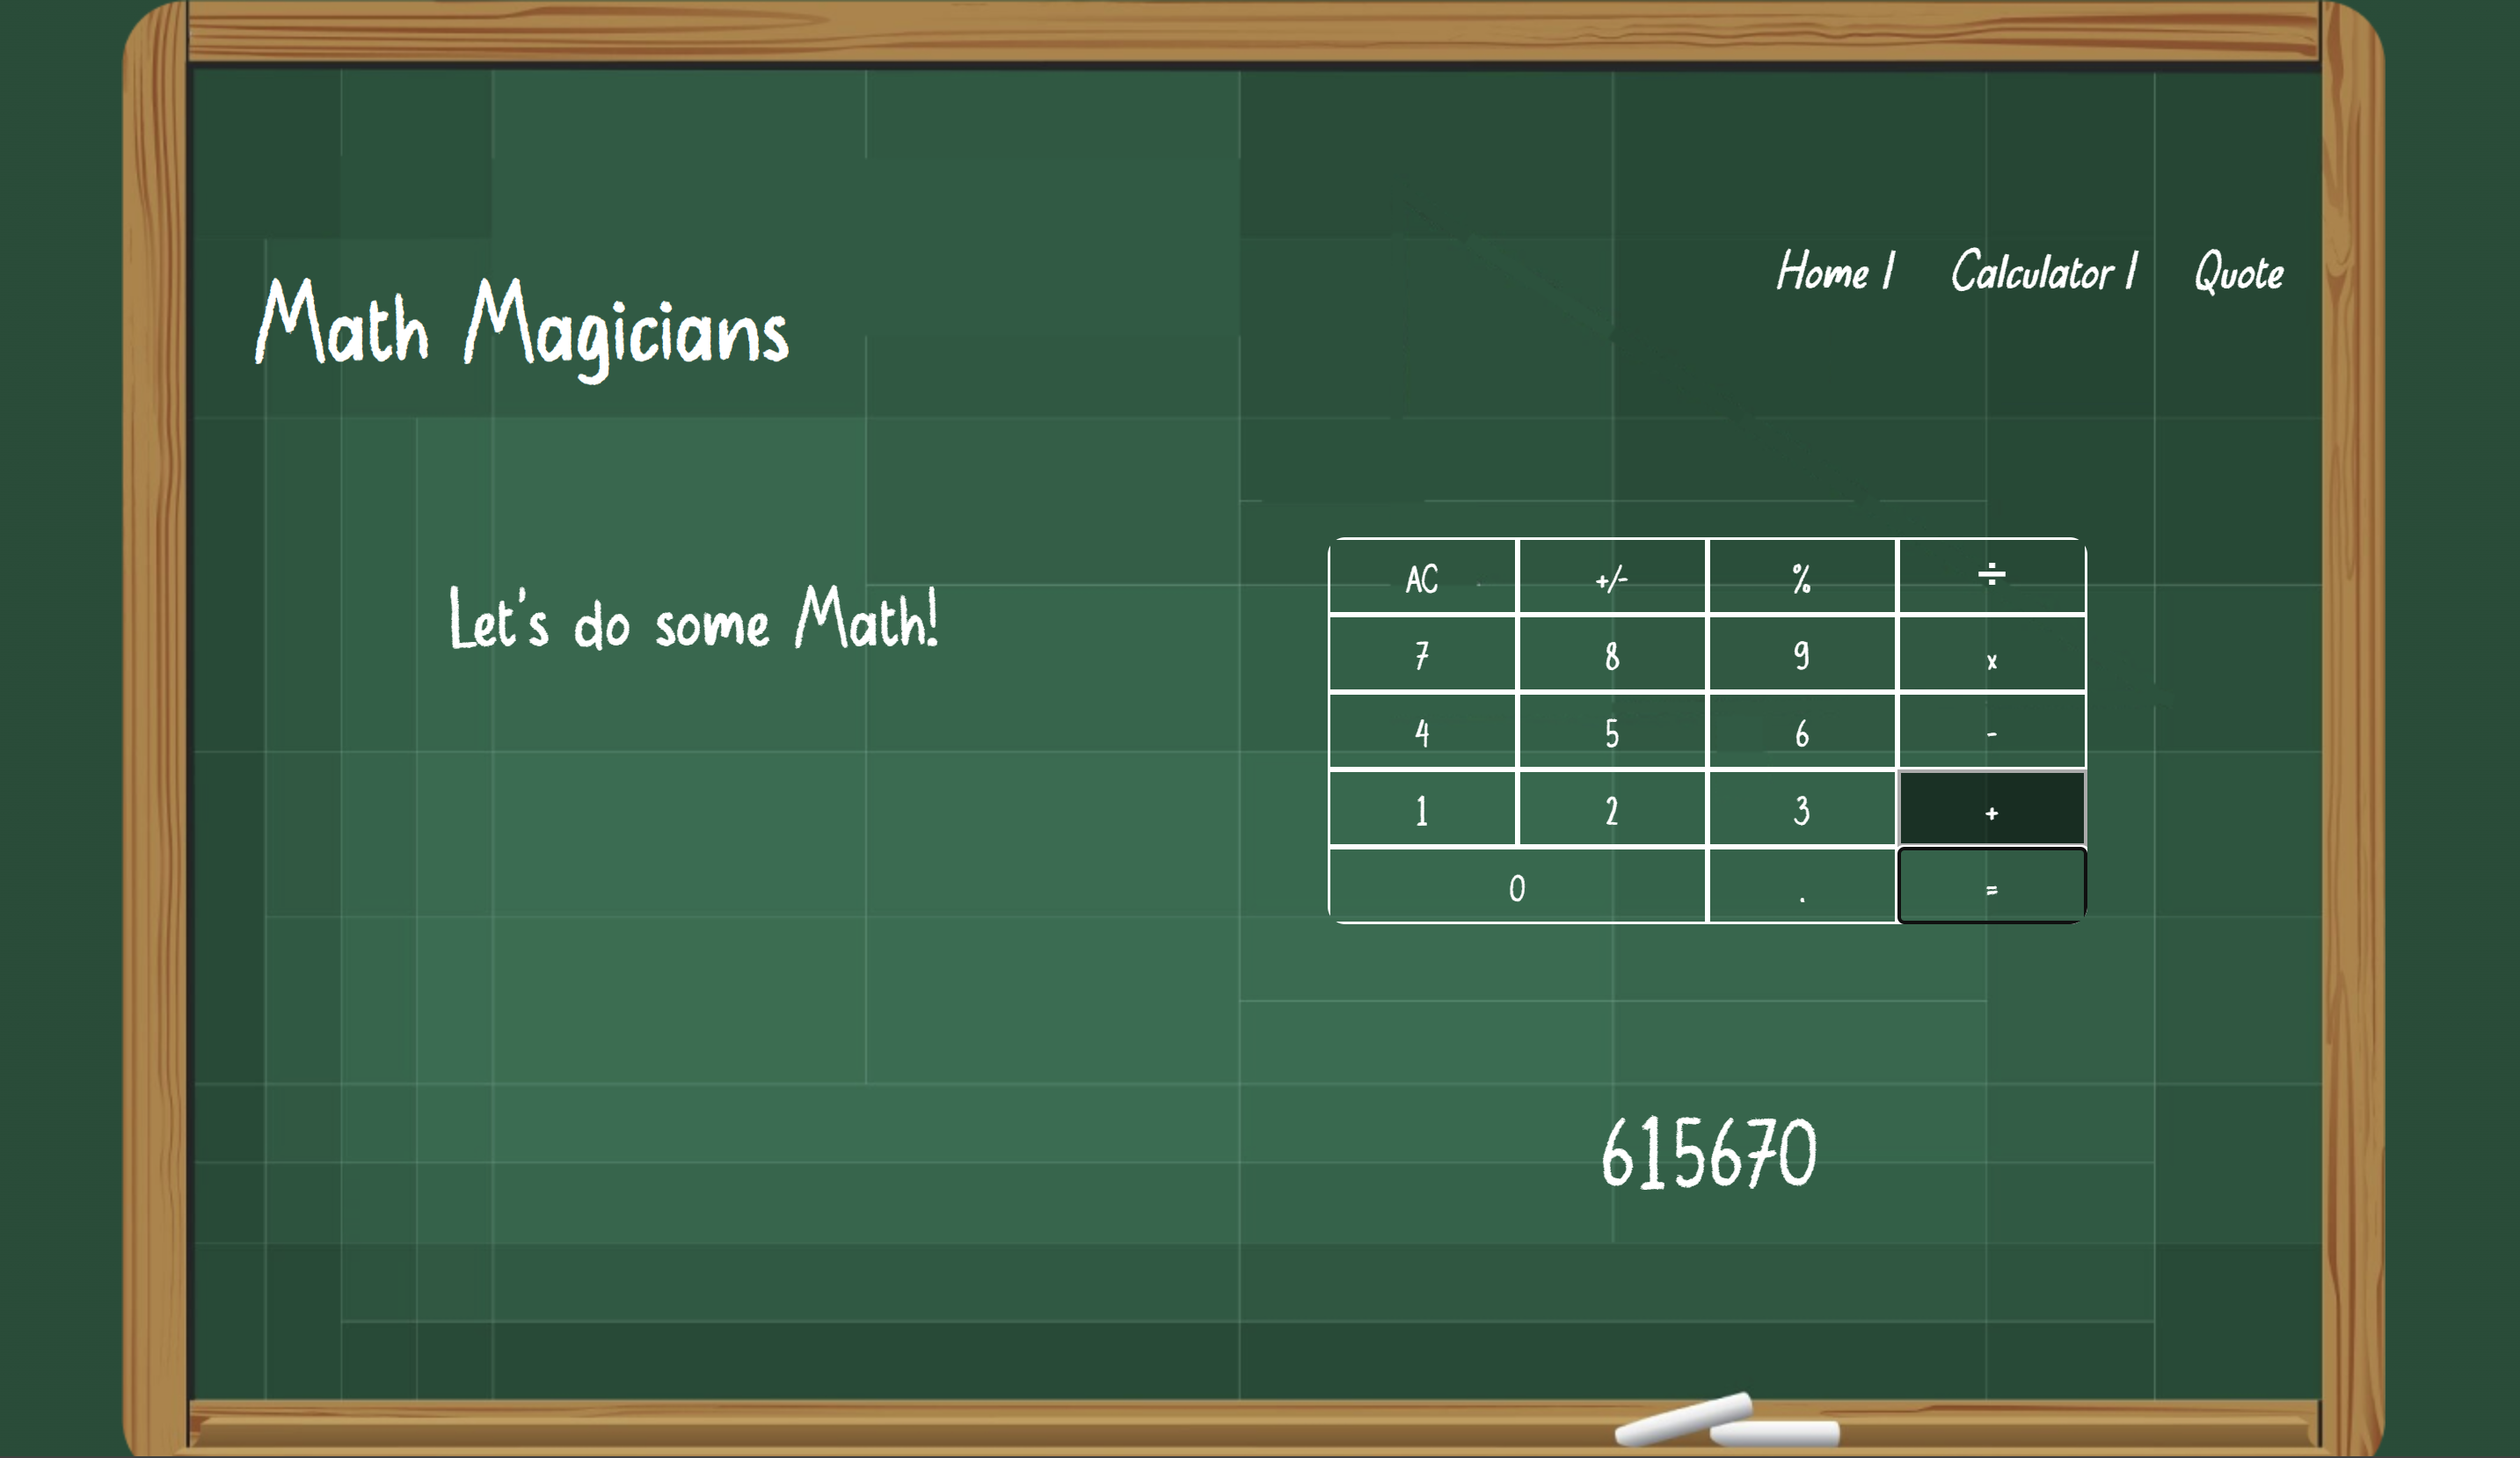 Home | Calculator | Quote
Math Magicians
Let's do some Math!
AC +/- % ÷
7 8 9 x
4 5 6 -
1 2 3 +
0 . =
615670